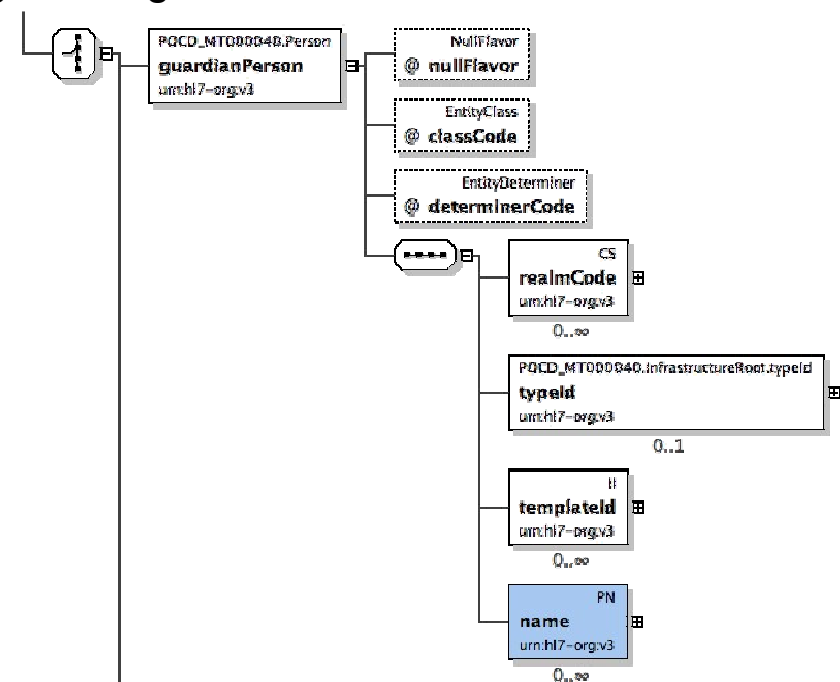 POCD_MT000040.Person
guardianPerson
urn:hl7-org:v3
NullFlavor
@ nullFlavor
EntityClass
@ classCode
EntityDeterminer
@ determinerCode
CS
realmCode
urn:hl7-org:v3
0..∞
POCD_MT000040.InfrastructureRoot.typeId
typeId
urn:hl7-org:v3
0..1
II
templateId
urn:hl7-org:v3
0..∞
PN
name
urn:hl7-org:v3
0..∞